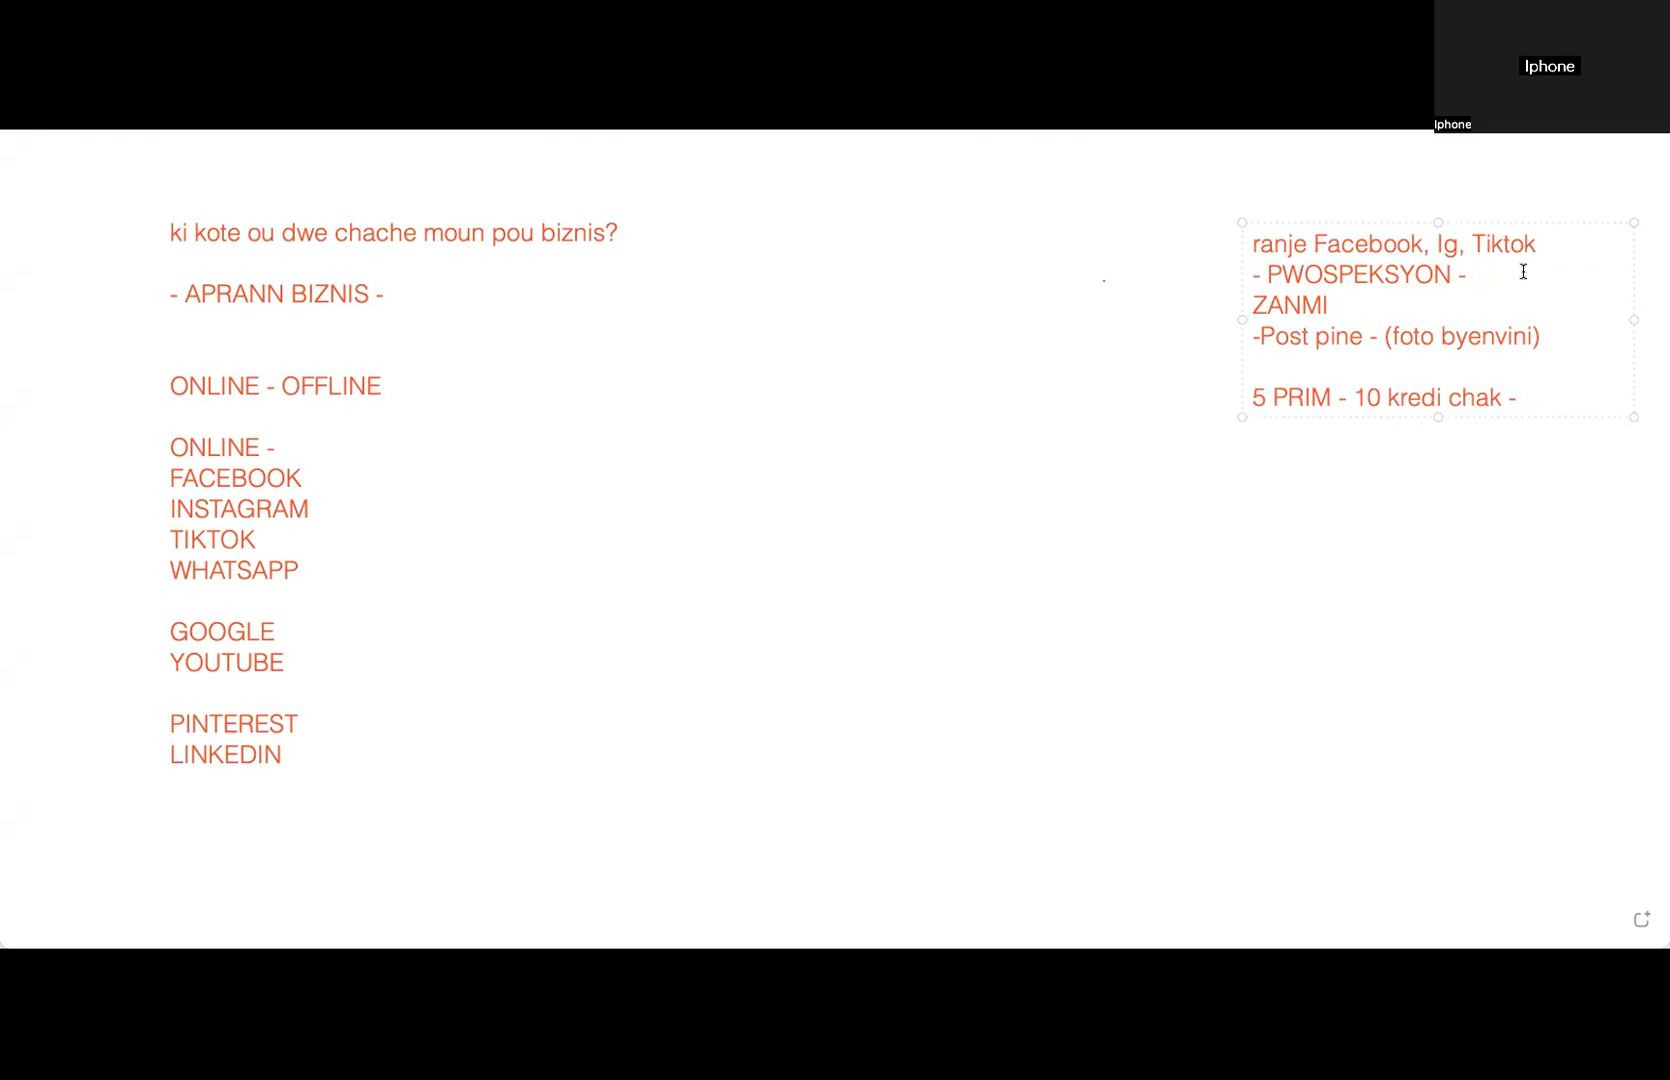 Iphone
Iphone
ki kote ou dwe chache moun pou biznis?
- APRANN BIZNIS -
ONLINE - OFFLINE
ONLINE -
FACEBOOK
INSTAGRAM
TIKTOK
WHATSAPP
GOOGLE
YOUTUBE
PINTEREST
LINKEDIN
ranje Facebook, Ig, Tiktok
- PWOSPEKSYON -
ZANMI
-Post pine - (foto byenvini)
5 PRIM - 10 kredi chak -